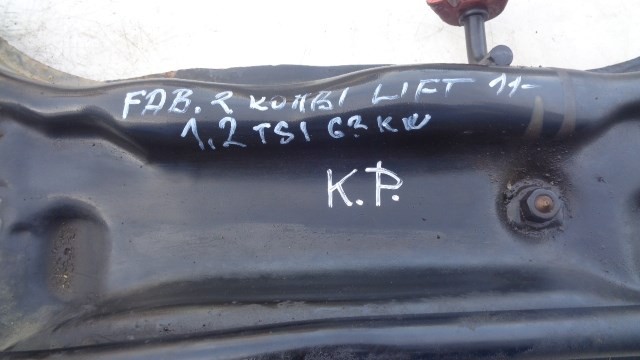 FAB. 2 KOMBI LIFT 11-
1,2 TSI 63 KW
K.P.